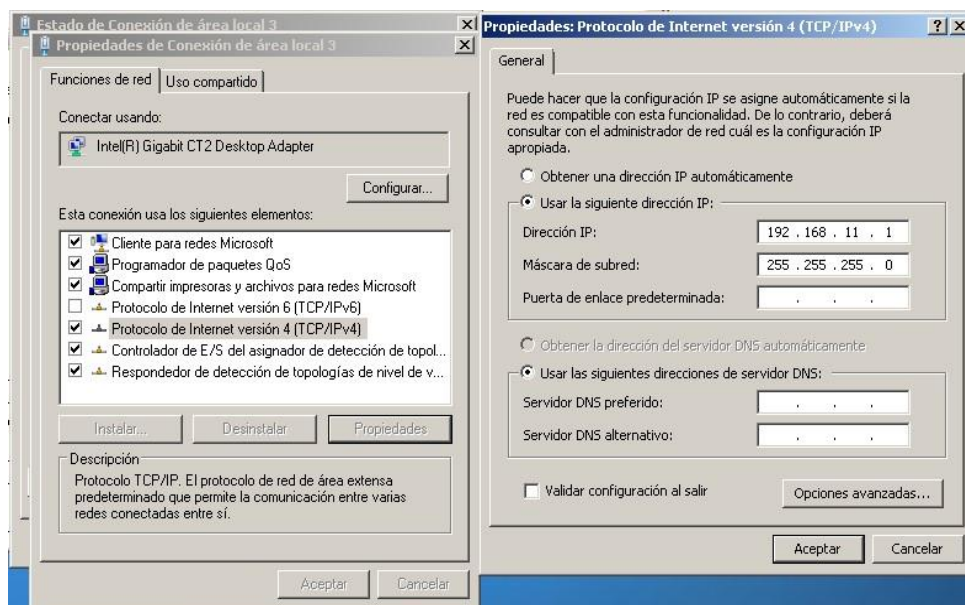 Estado de Conexión de área local 3
Propiedades de Conexión de área local 3
Funciones de red
Uso compartido
Conectar usando:
Intel(R) Gigabit CT2 Desktop Adapter
Configurar...
Esta conexión usa los siguientes elementos:
Cliente para redes Microsoft
Programador de paquetes QoS
Compartir impresoras y archivos para redes Microsoft
Protocolo de Internet versión 6 (TCP/IPv6)
Protocolo de Internet versión 4 (TCP/IPv4)
Controlador de E/S del asignador de detección de topol...
Respondedor de detección de topologías de nivel de v...
Instalar...
Desinstalar
Propiedades
Descripción
Protocolo TCP/IP. El protocolo de red de área extensa
predeterminado que permite la comunicación entre varias
redes conectadas entre sí.
Aceptar
Cancelar
Propiedades: Protocolo de Internet versión 4 (TCP/IPv4)
General
Puede hacer que la configuración IP se asigne automáticamente si la
red es compatible con esta funcionalidad. De lo contrario, deberá
consultar con el administrador de red cuál es la configuración IP
apropiada.
Obtener una dirección IP automáticamente
Usar la siguiente dirección IP:
Dirección IP: 192 . 168 . 11 . 1
Máscara de subred: 255 . 255 . 255 . 0
Puerta de enlace predeterminada: . . .
Obtener la dirección del servidor DNS automáticamente
Usar las siguientes direcciones de servidor DNS:
Servidor DNS preferido: . . .
Servidor DNS alternativo: . . .
Validar configuración al salir
Opciones avanzadas...
Aceptar
Cancelar